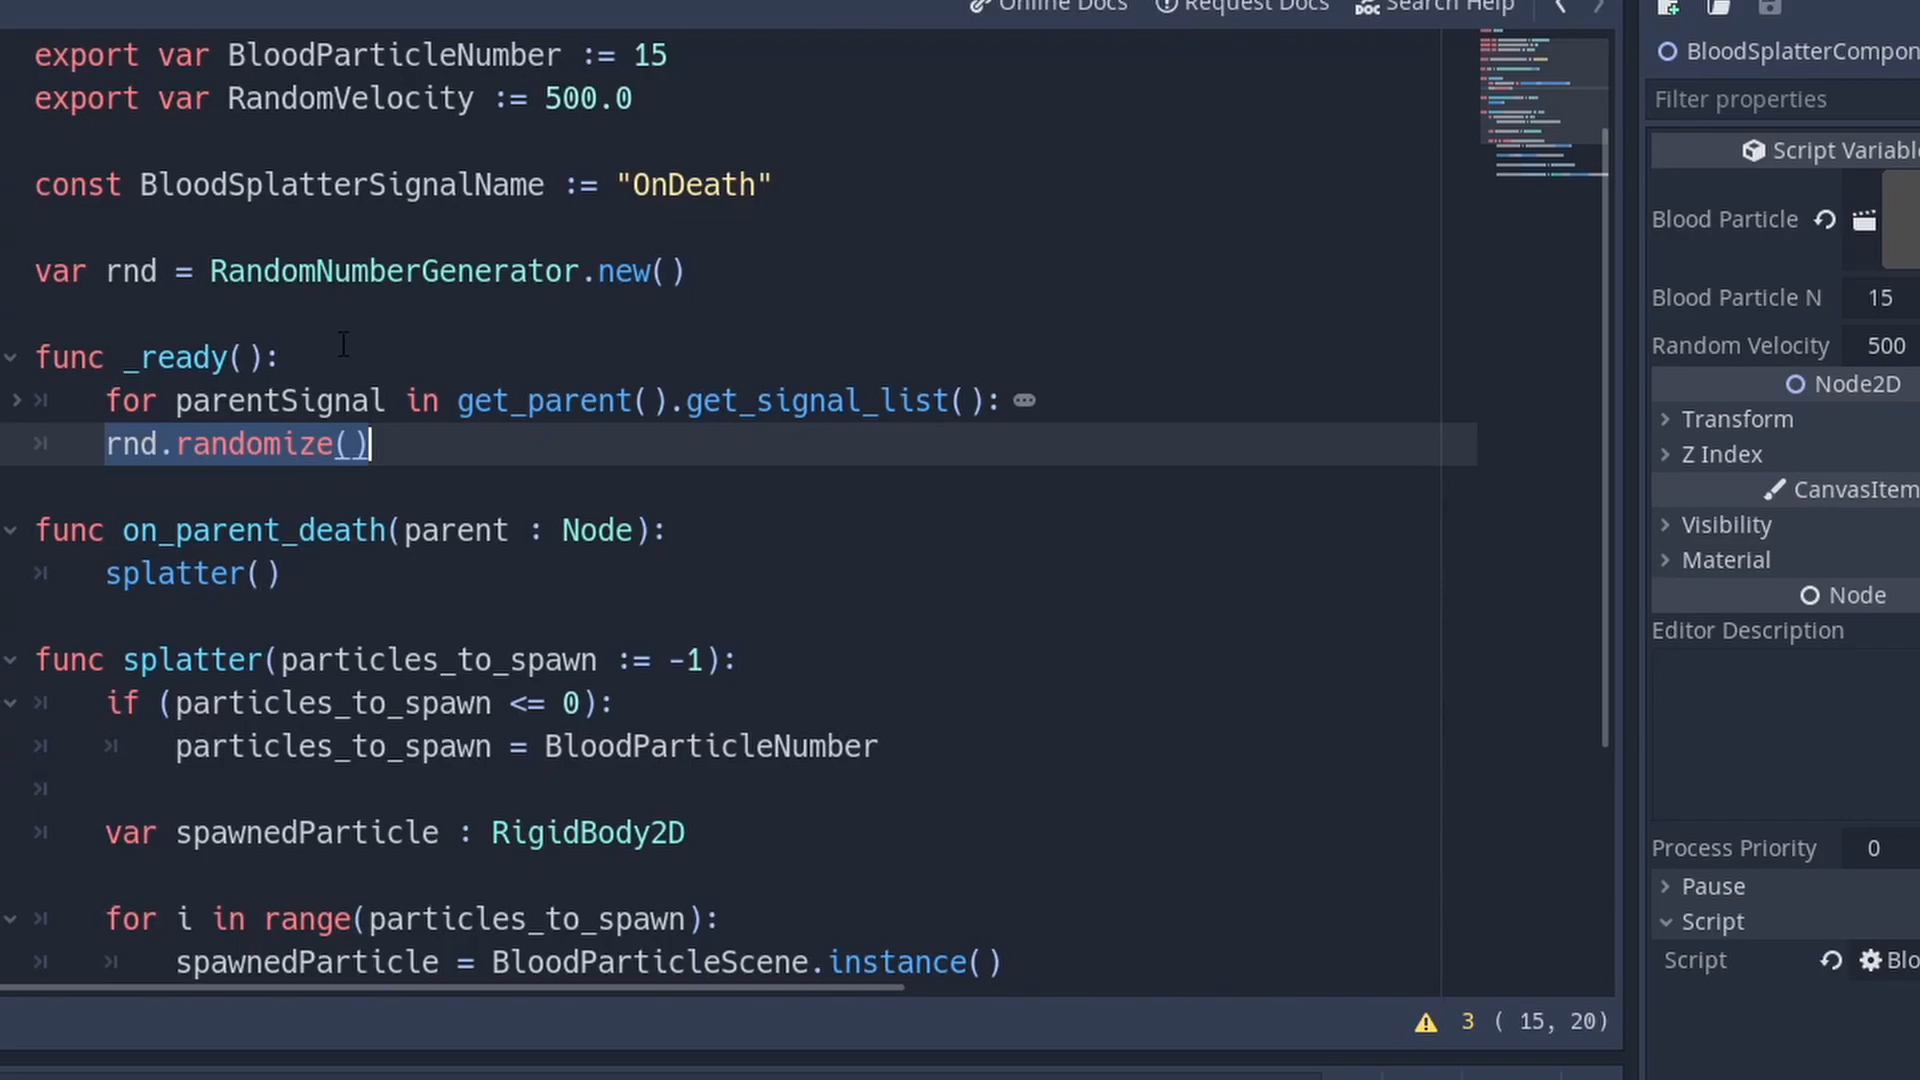 Online Docs Request Docs Search Help
export var BloodParticleNumber := 15
export var RandomVelocity := 500.0
const BloodSplatterSignalName := "OnDeath"
var rnd = RandomNumberGenerator.new()
func _ready():
for parentSignal in get_parent().get_signal_list():
rnd.randomize()
func on_parent_death(parent : Node):
splatter()
func splatter(particles_to_spawn := -1):
if (particles_to_spawn <= 0):
particles_to_spawn = BloodParticleNumber
var spawnedParticle : RigidBody2D
for i in range(particles_to_spawn):
spawnedParticle = BloodParticleScene.instance()
3 ( 15, 20)
BloodSplatterCompon
Filter properties
Script Variable
Blood Particle
Blood Particle N 15
Random Velocity 500
Node2D
Transform
Z Index
CanvasItem
Visibility
Material
Node
Editor Description
Process Priority 0
Pause
Script
Script Blo